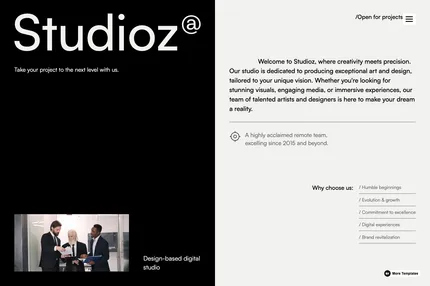 Studioz@
Take your project to the next level with us.
Design-based digital
studio
/Open for projects
Welcome to Studioz, where creativity meets precision.
Our studio is dedicated to producing exceptional art and design,
tailored to your unique vision. Whether you're looking for
stunning visuals, engaging media, or immersive experiences, our
team of talented artists and designers is here to make your dream
a reality.
A highly acclaimed remote team,
excelling since 2015 and beyond.
Why choose us:
/ Humble beginnings
/ Evolution & growth
/ Commitment to excellence
/ Digital experiences
/ Brand revitalization
More Templates